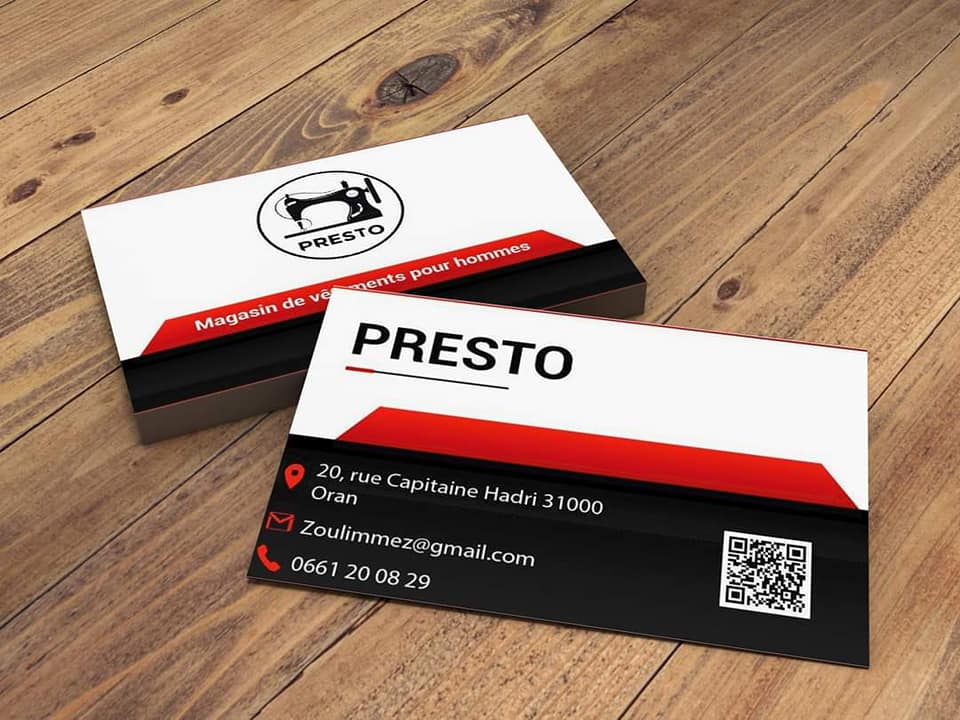 PRESTO
Magasin de vêtements pour hommes
PRESTO
20, rue Capitaine Hadri 31000
Oran
Zoulimmez@gmail.com
0661 20 08 29